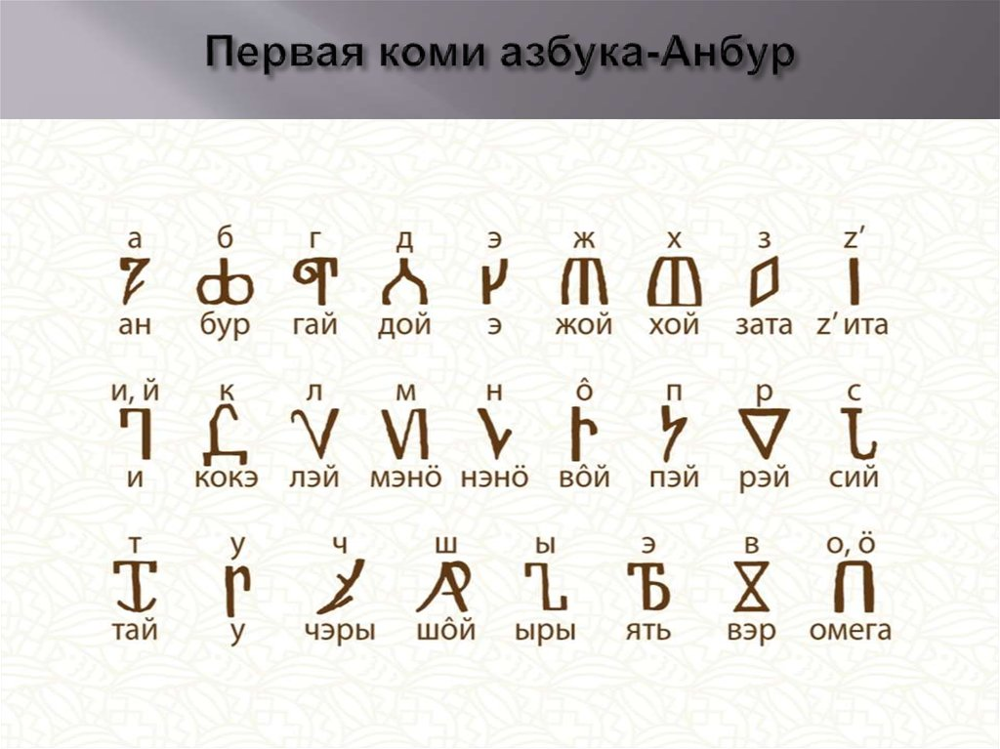 Первая коми азбука-Анбур
а б г д э ж х з z′
𐍐 𐍑 𐍒 𐍓 𐍔 𐍕 𐍖 𐍗 𐍘
ан бур гай дой э жой хой зата z′ита
и, й к л м н ô п р с
𐍙 𐍚 𐍛 𐍜 𐍝 𐍞 𐍟 𐍠 𐍡
и кокэ лэй мэнӧ нэнӧ вôй пэй рэй сий
т у ч ш ы э в о, ӧ
𐍢 𐍣 𐍤 𐍥 𐍧 𐍱 𐍮 𐍩
тай у чэры шôй ыры ять вэр омега